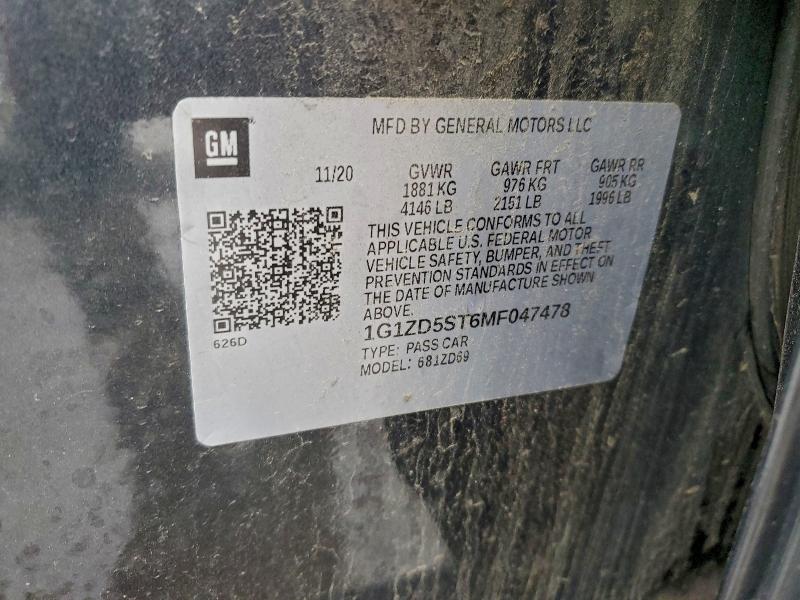 GM
MFD BY GENERAL MOTORS LLC
11/20 GVWR GAWR FRT GAWR RR
1881 KG 976 KG 905 KG
4146 LB 2151 LB 1996 LB
THIS VEHICLE CONFORMS TO ALL
APPLICABLE U.S. FEDERAL MOTOR
VEHICLE SAFETY, BUMPER, AND THEFT
PREVENTION STANDARDS IN EFFECT ON
THE DATE OF MANUFACTURE SHOWN
ABOVE.
626D
1G1ZD5ST6MF047478
TYPE: PASS CAR
MODEL: 681ZD69